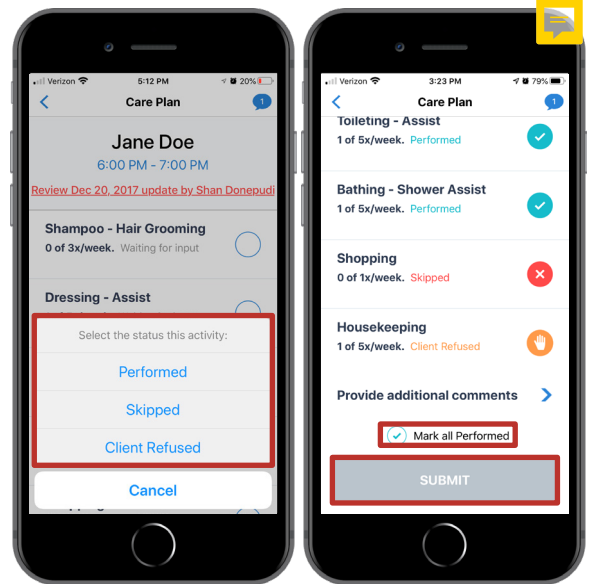 Verizon
5:12 PM
20%
Care Plan
1
Jane Doe
6:00 PM - 7:00 PM
Review Dec 20, 2017 update by Shan Donepudi
Shampoo - Hair Grooming
0 of 3x/week. Waiting for input
Dressing - Assist
Select the status this activity:
Performed
Skipped
Client Refused
Cancel
Verizon
3:23 PM
79%
Care Plan
1
Toileting - Assist
1 of 5x/week. Performed
Bathing - Shower Assist
1 of 5x/week. Performed
Shopping
0 of 1x/week. Skipped
Housekeeping
1 of 5x/week. Client Refused
Provide additional comments
Mark all Performed
SUBMIT